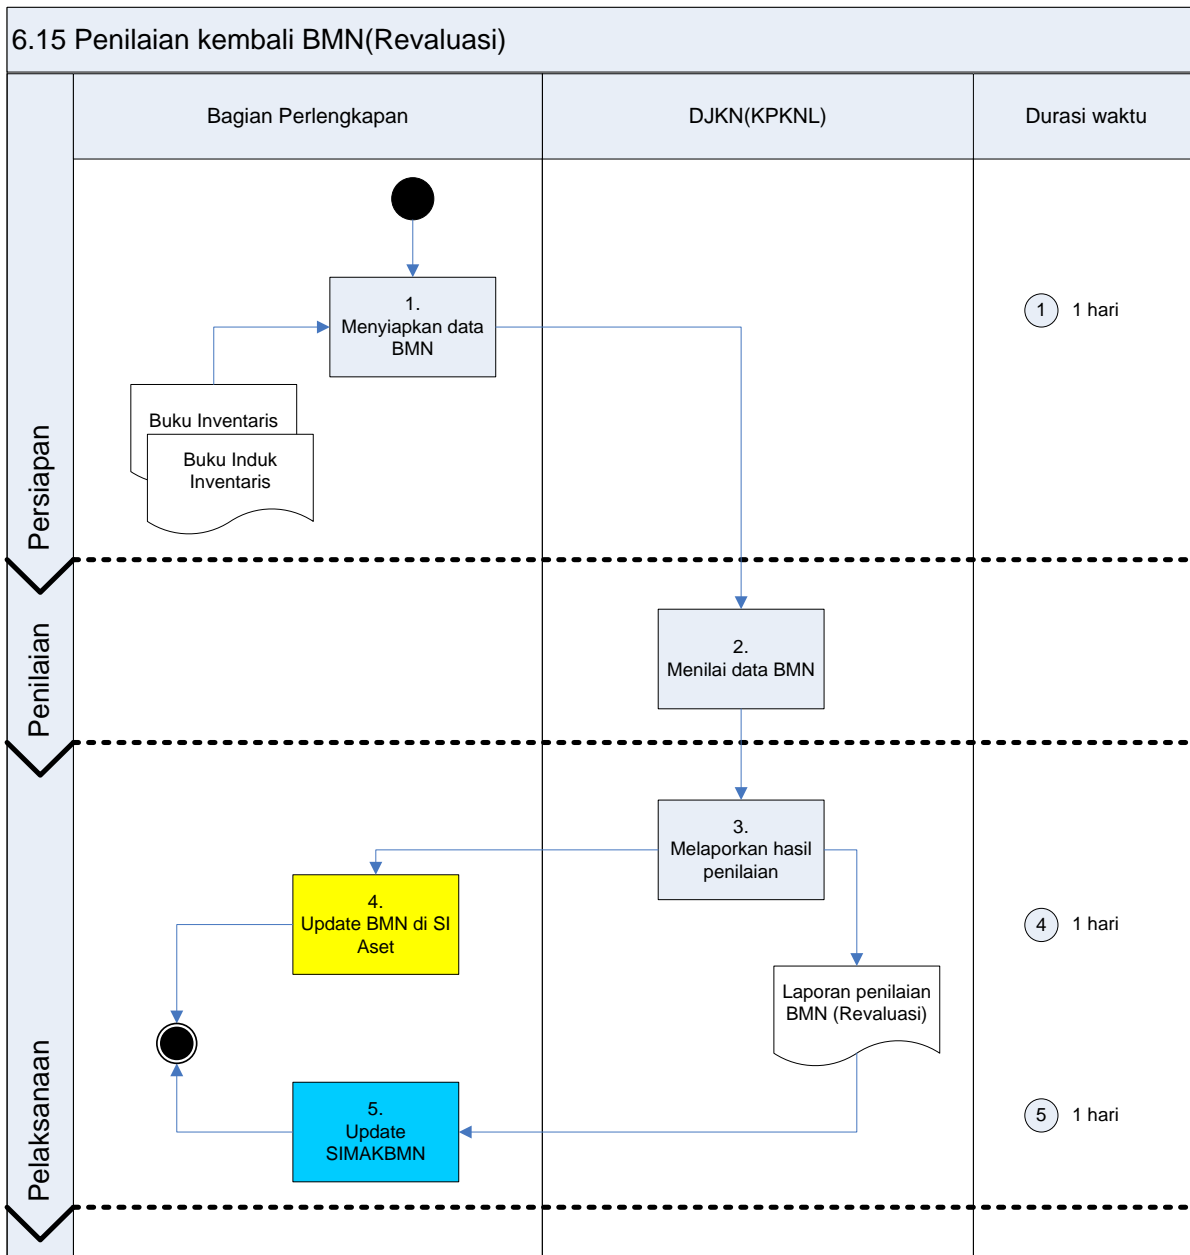 6.15 Penilaian kembali BMN(Revaluasi)
Bagian Perlengkapan
DJKN(KPKNL)
Durasi waktu
Persiapan
1.
Menyiapkan data
BMN
1
1 hari
Buku Inventaris
Buku Induk
Inventaris
Penilaian
2.
Menilai data BMN
Pelaksanaan
3.
Melaporkan hasil
penilaian
4.
Update BMN di SI
Aset
4
1 hari
Laporan penilaian
BMN (Revaluasi)
5.
Update
SIMAKBMN
5
1 hari